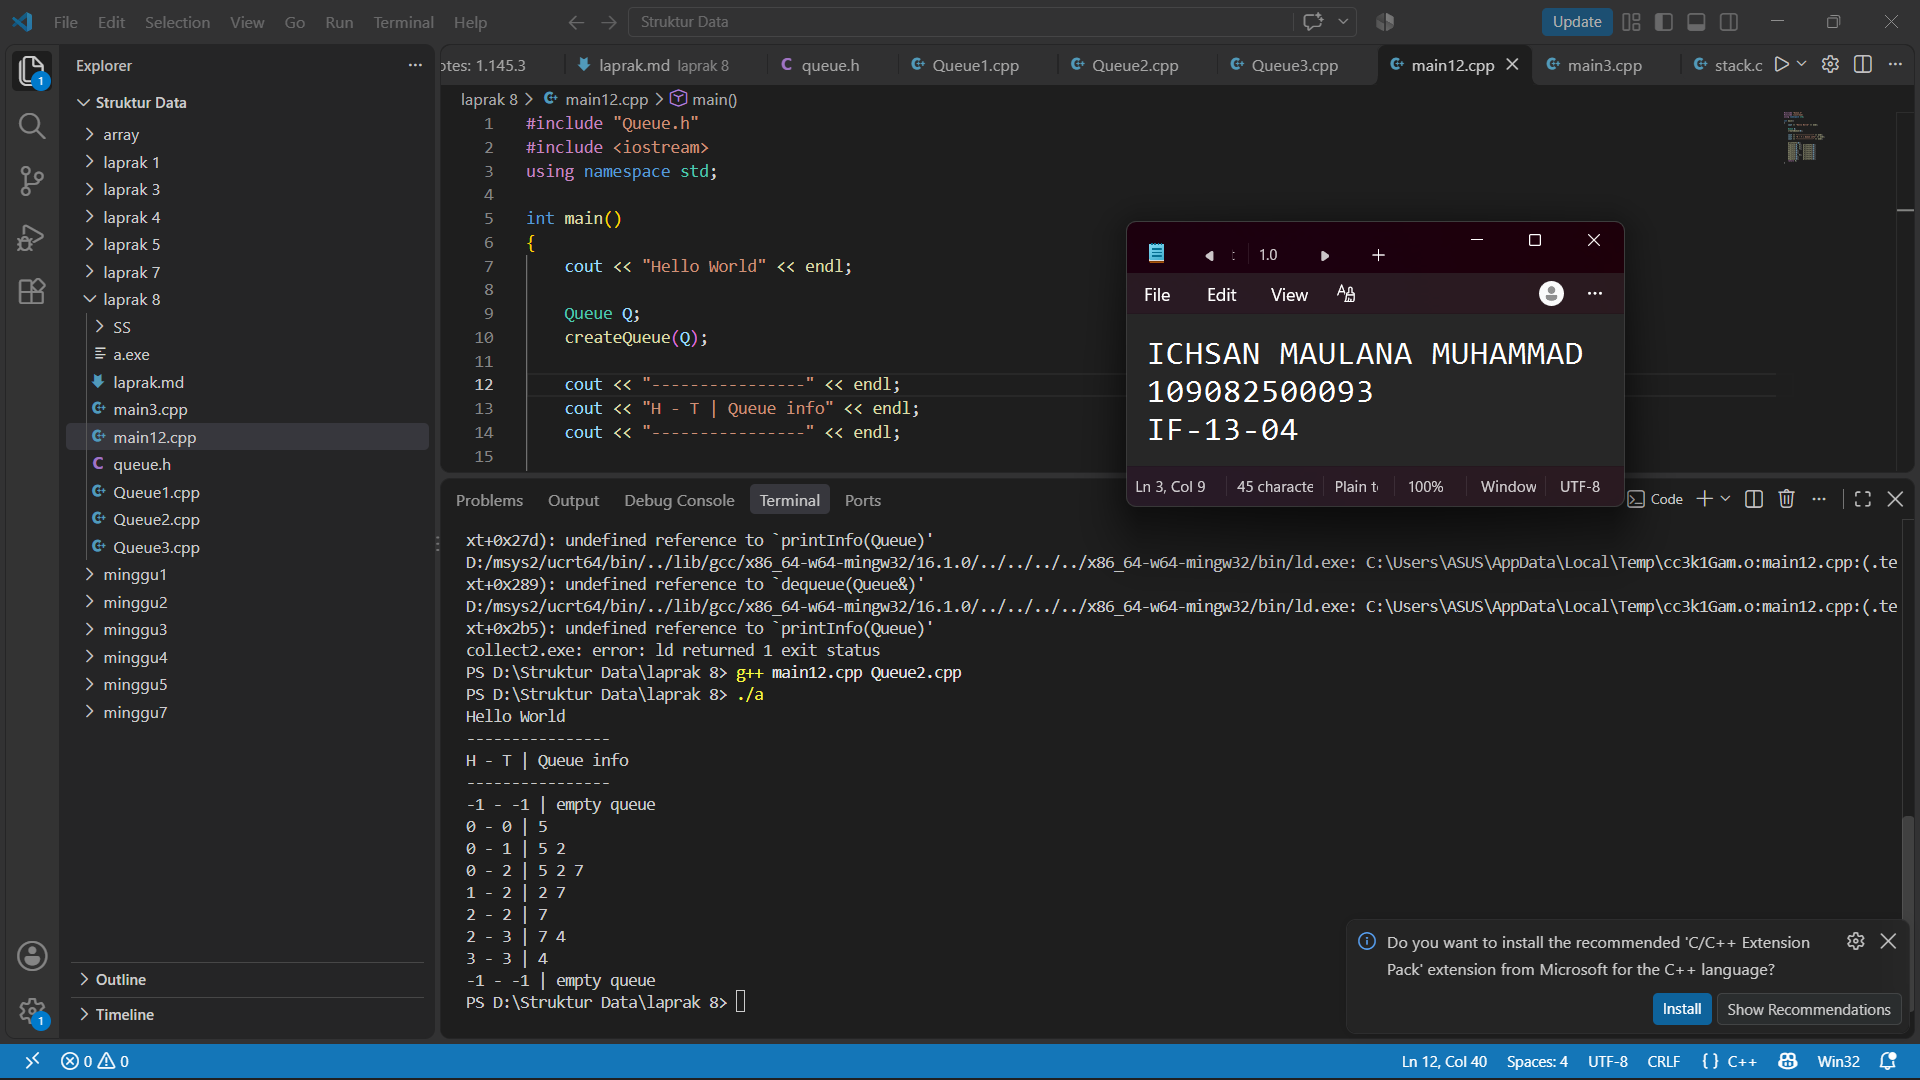 File Edit Selection View Go Run Terminal Help
Struktur Data
Update
Explorer
Struktur Data
array
laprak 1
laprak 3
laprak 4
laprak 5
laprak 7
laprak 8
SS
a.exe
laprak.md
main3.cpp
main12.cpp
queue.h
Queue1.cpp
Queue2.cpp
Queue3.cpp
minggu1
minggu2
minggu3
minggu4
minggu5
minggu7
Outline
Timeline
otes: 1.145.3 laprak.md laprak 8 queue.h Queue1.cpp Queue2.cpp Queue3.cpp main12.cpp main3.cpp stack.c
laprak 8 > main12.cpp > main()
1 #include "Queue.h"
2 #include <iostream>
3 using namespace std;
4
5 int main()
6 {
7 cout << "Hello World" << endl;
8
9 Queue Q;
10 createQueue(Q);
11
12 cout << "----------------" << endl;
13 cout << "H - T | Queue info" << endl;
14 cout << "----------------" << endl;
15
1.0
File Edit View
ICHSAN MAULANA MUHAMMAD
109082500093
IF-13-04
Ln 3, Col 9 45 characte Plain t 100% Window UTF-8
Problems Output Debug Console Terminal Ports
Code
xt+0x27d): undefined reference to `printInfo(Queue)'
D:/msys2/ucrt64/bin/../lib/gcc/x86_64-w64-mingw32/16.1.0/../../../../x86_64-w64-mingw32/bin/ld.exe: C:\Users\ASUS\AppData\Local\Temp\cc3k1Gam.o:main12.cpp:(.te
xt+0x289): undefined reference to `dequeue(Queue&)'
D:/msys2/ucrt64/bin/../lib/gcc/x86_64-w64-mingw32/16.1.0/../../../../x86_64-w64-mingw32/bin/ld.exe: C:\Users\ASUS\AppData\Local\Temp\cc3k1Gam.o:main12.cpp:(.te
xt+0x2b5): undefined reference to `printInfo(Queue)'
collect2.exe: error: ld returned 1 exit status
PS D:\Struktur Data\laprak 8> g++ main12.cpp Queue2.cpp
PS D:\Struktur Data\laprak 8> ./a
Hello World
----------------
H - T | Queue info
----------------
-1 - -1 | empty queue
0 - 0 | 5
0 - 1 | 5 2
0 - 2 | 5 2 7
1 - 2 | 2 7
2 - 2 | 7
2 - 3 | 7 4
3 - 3 | 4
-1 - -1 | empty queue
PS D:\Struktur Data\laprak 8>
Do you want to install the recommended 'C/C++ Extension
Pack' extension from Microsoft for the C++ language?
Install Show Recommendations
0 0
Ln 12, Col 40 Spaces: 4 UTF-8 CRLF {} C++ Win32